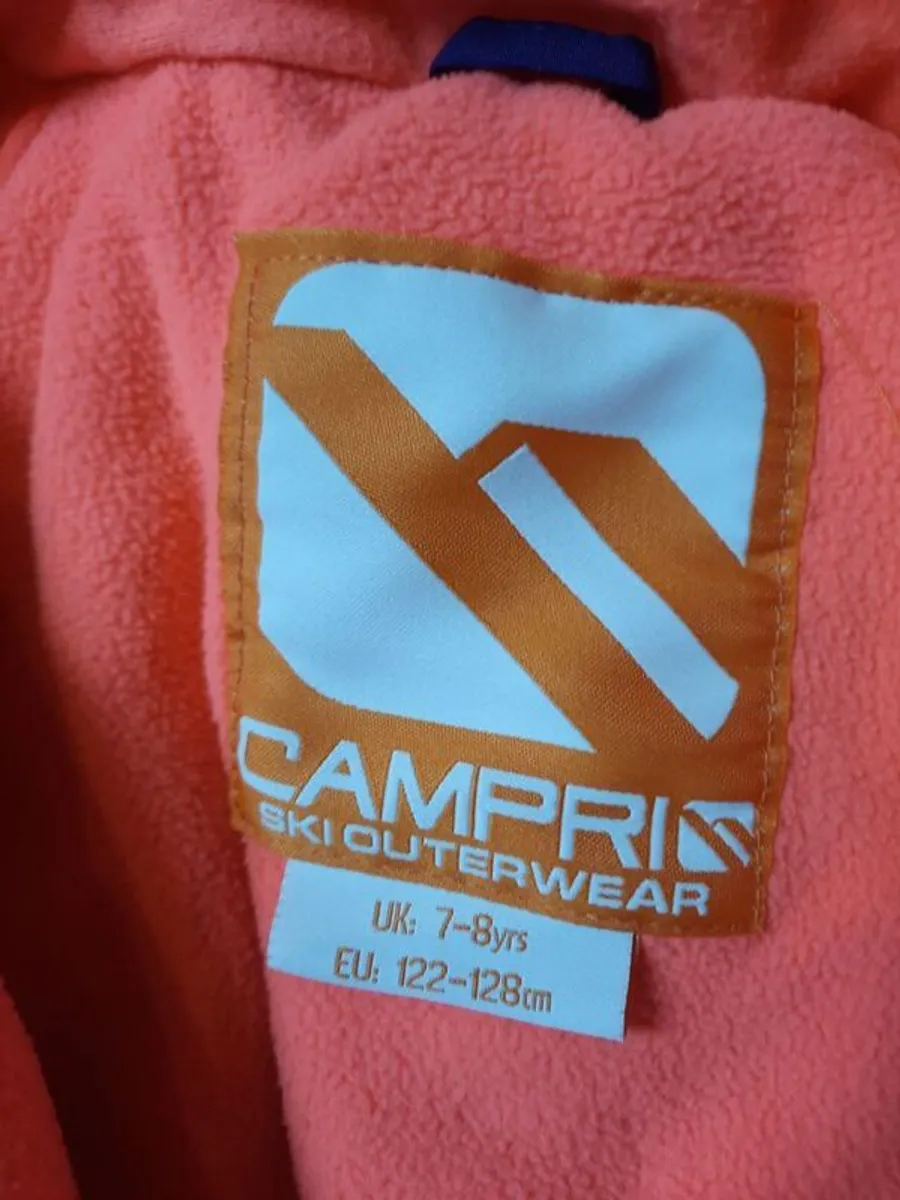 CAMPRI
SKI OUTERWEAR
UK: 7-8yrs
EU: 122-128cm